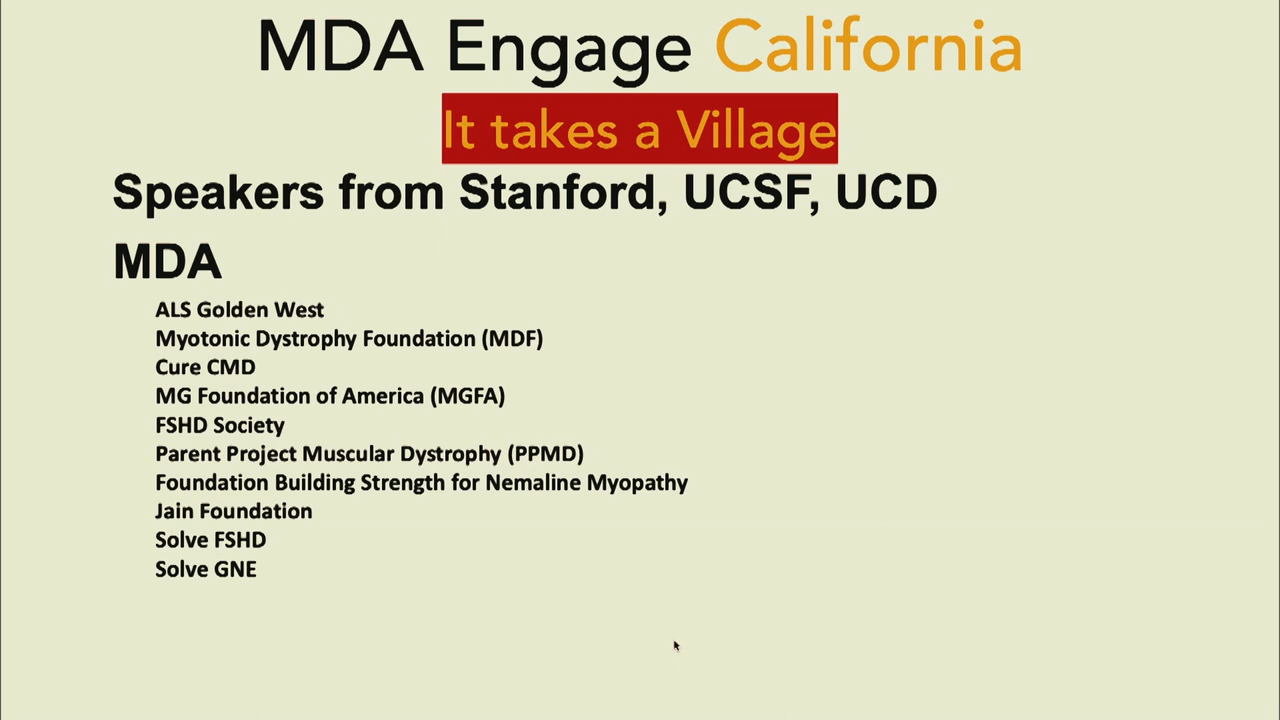 MDA Engage California
It takes a Village
Speakers from Stanford, UCSF, UCD
MDA
ALS Golden West
Myotonic Dystrophy Foundation (MDF)
Cure CMD
MG Foundation of America (MGFA)
FSHD Society
Parent Project Muscular Dystrophy (PPMD)
Foundation Building Strength for Nemaline Myopathy
Jain Foundation
Solve FSHD
Solve GNE